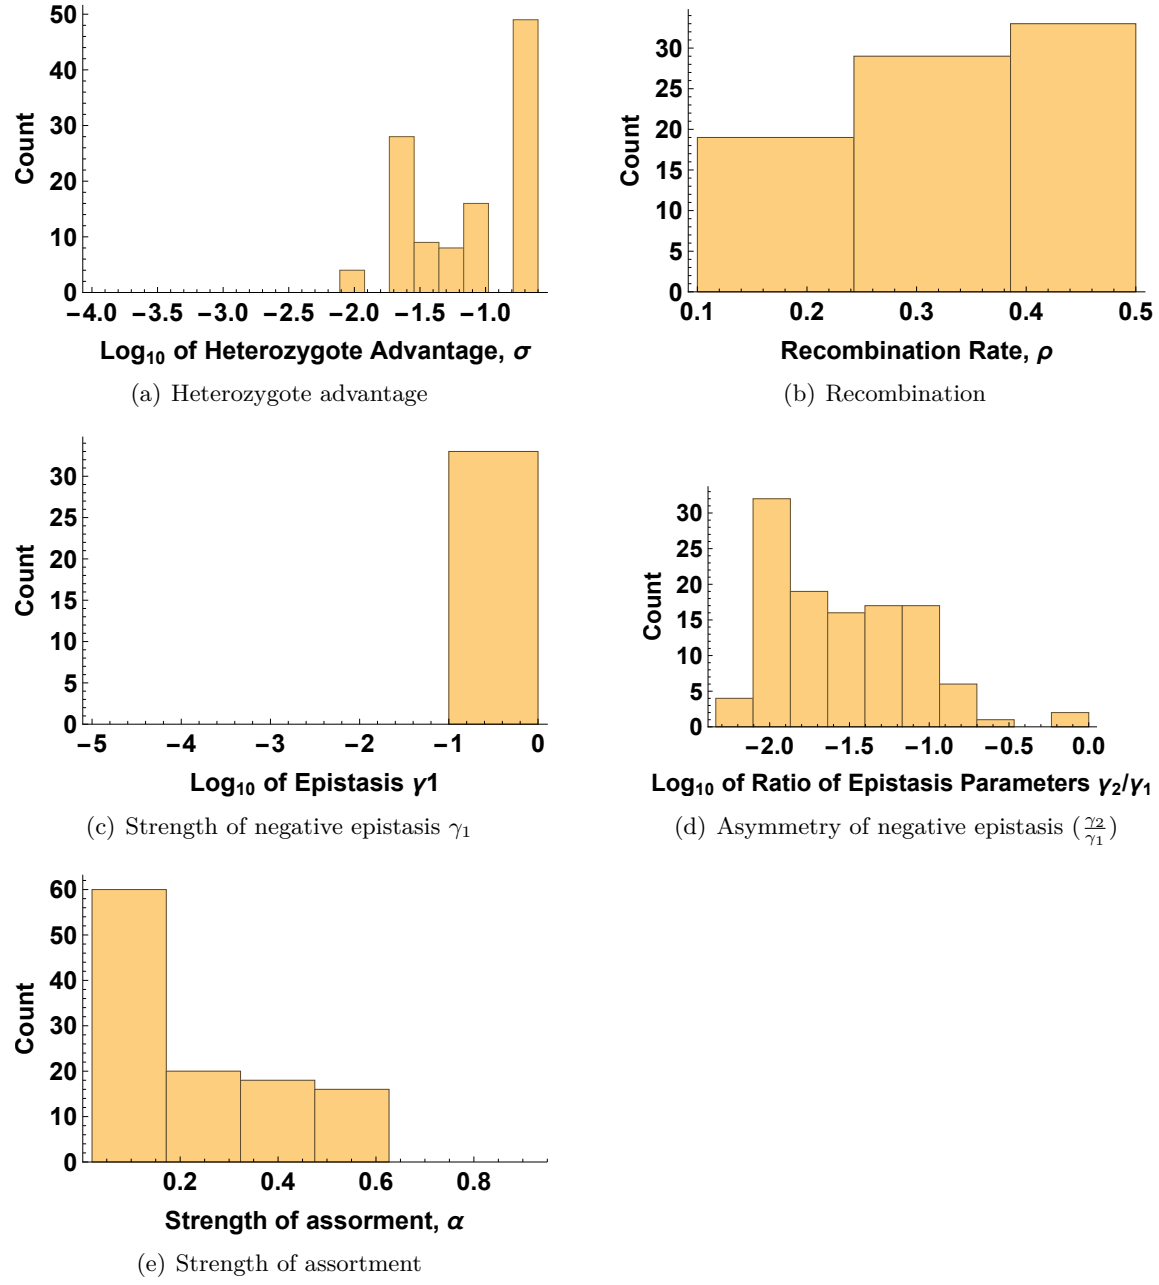 50
40
30
20
10
0
Count
−4.0 −3.5 −3.0 −2.5 −2.0 −1.5 −1.0
Log10 of Heterozygote Advantage, σ
(a) Heterozygote advantage
30
25
20
15
10
5
0
Count
0.1 0.2 0.3 0.4 0.5
Recombination Rate, ρ
(b) Recombination
30
25
20
15
10
5
0
Count
−5 −4 −3 −2 −1 0
Log10 of Epistasis γ1
(c) Strength of negative epistasis γ1
30
25
20
15
10
5
0
Count
−2.0 −1.5 −1.0 −0.5 0.0
Log10 of Ratio of Epistasis Parameters γ2/γ1
(d) Asymmetry of negative epistasis (γ2/γ1)
60
50
40
30
20
10
0
Count
0.2 0.4 0.6 0.8
Strength of assorment, α
(e) Strength of assortment